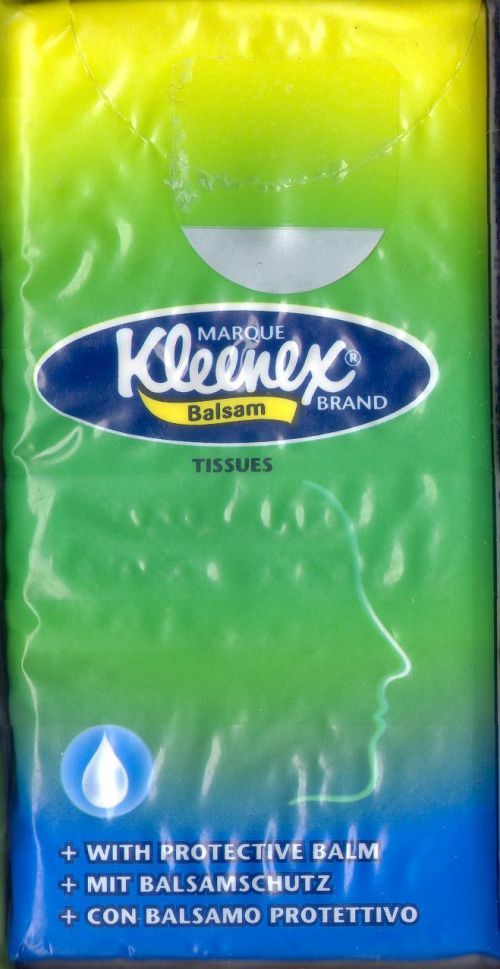 MARQUE
Kleenex®
BRAND
Balsam
TISSUES
+ WITH PROTECTIVE BALM
+ MIT BALSAMSCHUTZ
+ CON BALSAMO PROTETTIVO